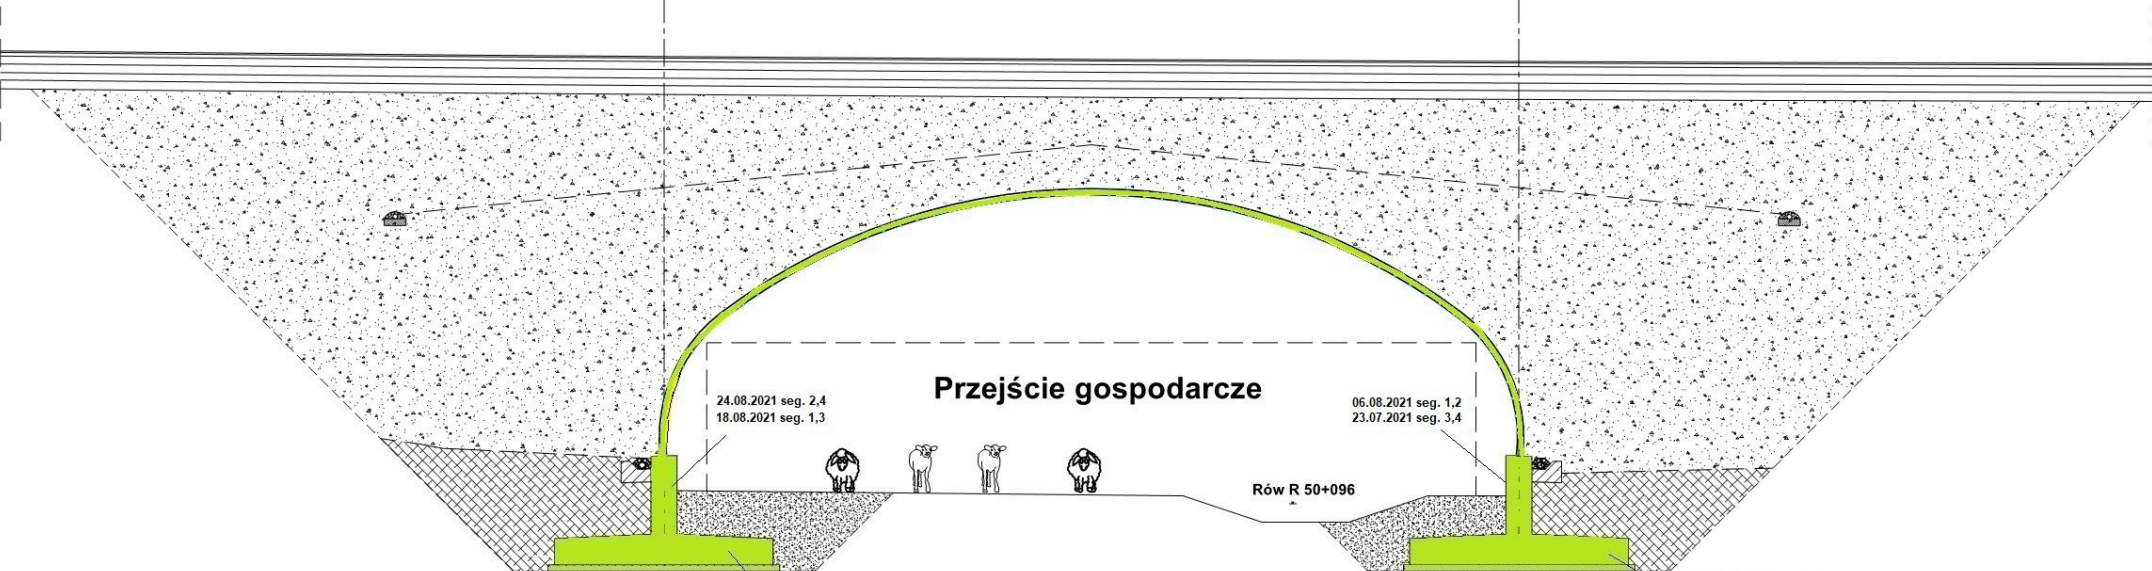 Przejście gospodarcze
24.08.2021 seg. 2,4
18.08.2021 seg. 1,3
06.08.2021 seg. 1,2
23.07.2021 seg. 3,4
Rów R 50+096